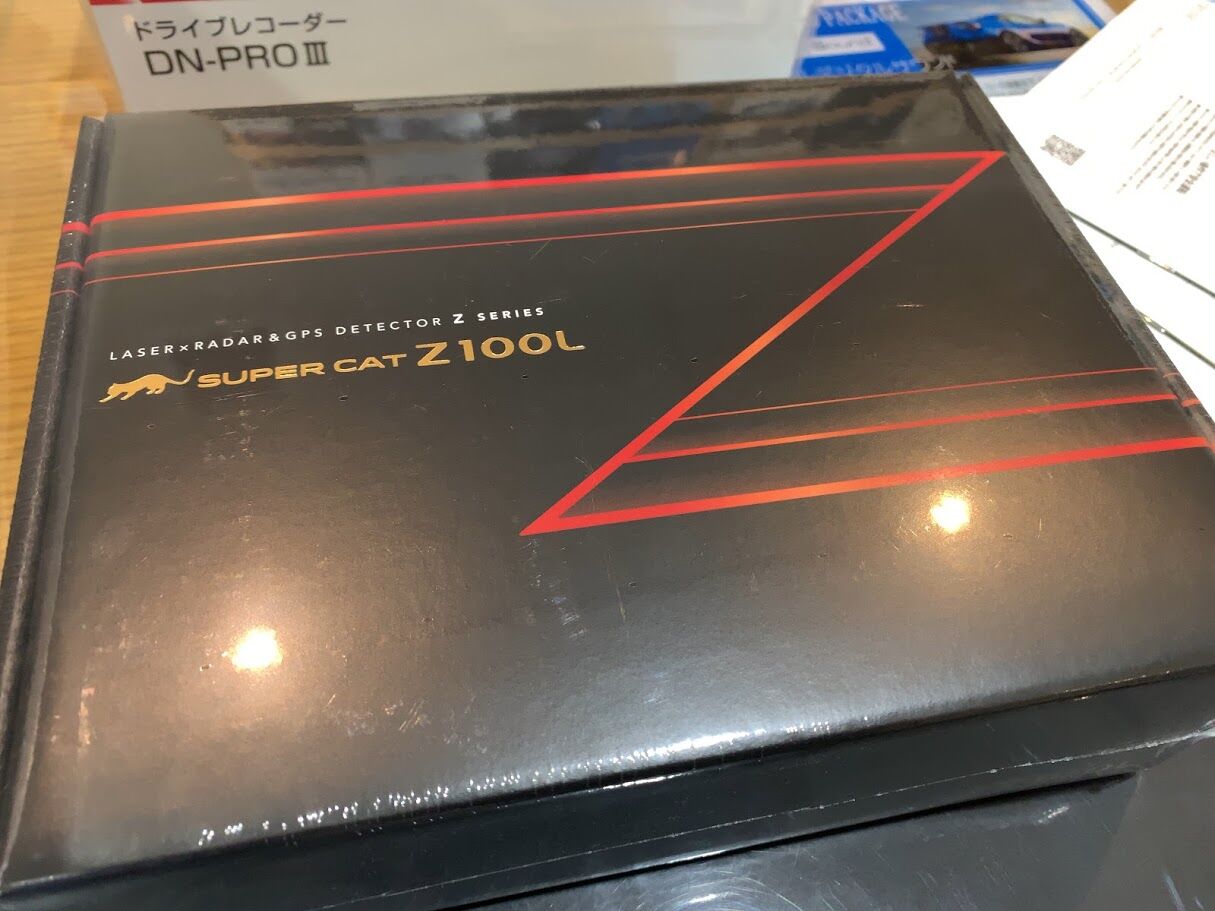 ドライブレコーダー
DN-PROⅢ
PACKAGE
LASER×RADAR&GPS DETECTOR Z SERIES
SUPER CAT Z100L